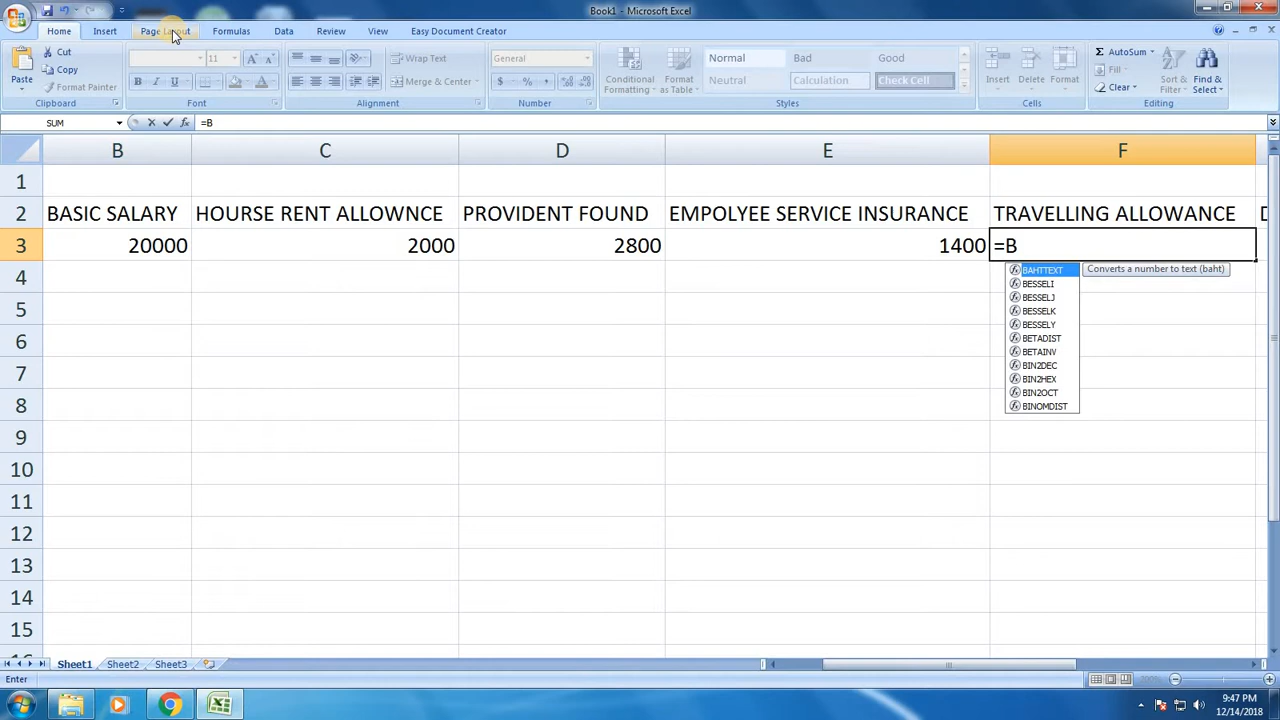 Book1 - Microsoft Excel
Home Insert Page Layout Formulas Data Review View Easy Document Creator
Paste
Cut
Copy
Format Painter
Clipboard
11 A A
B I U A
Font
Wrap Text
Merge & Center
Alignment
General
$ % ,
Number
Conditional Formatting
Format as Table
Normal Bad Good
Neutral Calculation Check Cell
Styles
Insert Delete Format
Cells
Σ AutoSum
Fill
Clear
Sort & Filter
Find & Select
Editing
SUM fx =B
B C D E F
1
2 BASIC SALARY HOURSE RENT ALLOWNCE PROVIDENT FOUND EMPOLYEE SERVICE INSURANCE TRAVELLING ALLOWANCE D
3 20000 2000 2800 1400 =B
BAHTTEXT Converts a number to text (baht)
BESSELI
BESSELJ
BESSELK
BESSELY
BETADIST
BETAINV
BIN2DEC
BIN2HEX
BIN2OCT
BINOMDIST
4
5
6
7
8
9
10
11
12
13
14
15
Sheet1 Sheet2 Sheet3
Enter
9:47 PM
12/14/2018